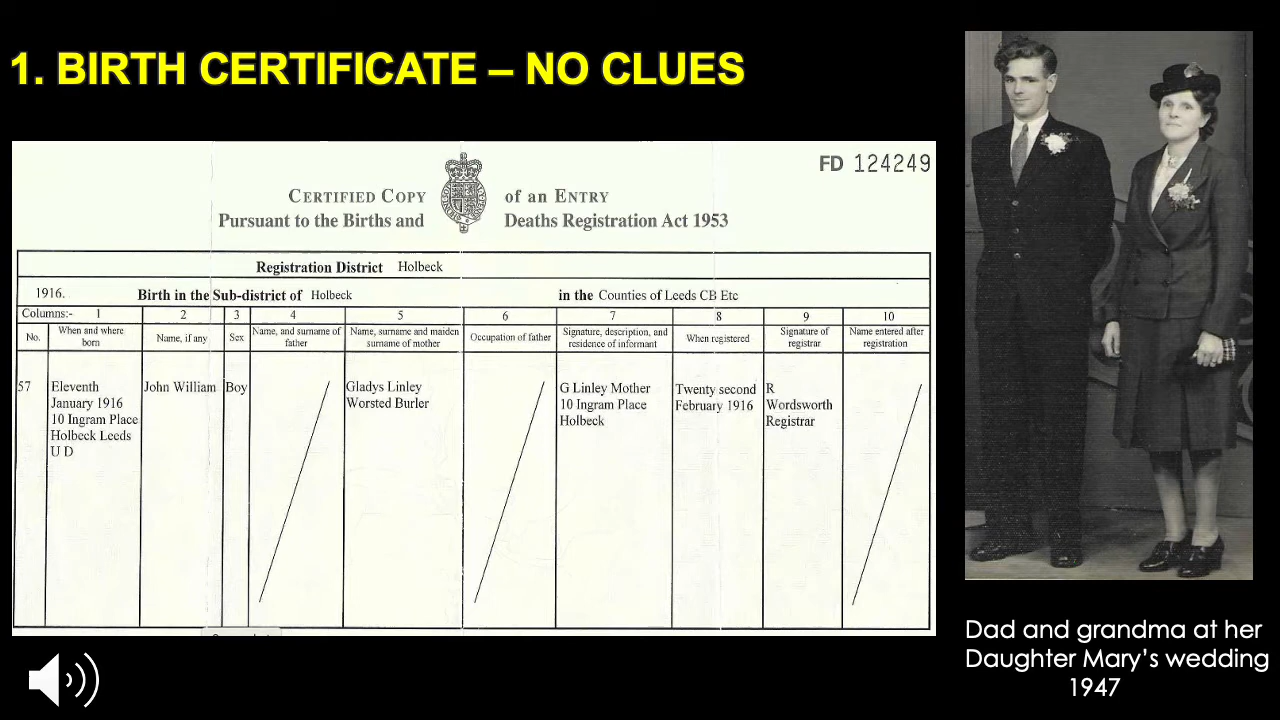 1. BIRTH CERTIFICATE – NO CLUES
FD 124249
CERTIFIED COPY of an ENTRY
Pursuant to the Births and Deaths Registration Act 1953
Registration District Holbeck
1916. Birth in the Sub-district of Holbeck in the Counties of Leeds CB Etc
Columns:- 1 2 3 4 5 6 7 8 9 10
No.
When and where
born
Name, if any
Sex
Name, and surname of
father
Name, surname and maiden
surname of mother
Occupation of father
Signature, description, and
residence of informant
When registered
Signature of
registrar
Name entered after
registration
57
Eleventh
January 1916
10 Ingram Place
Holbeck Leeds
U D
John William
Boy
Gladys Linley
Worsted Burler
G Linley Mother
10 Ingram Place
Holbeck
Twenty second
February 1916
R
Wordsworth
Registrar
Dad and grandma at her
Daughter Mary's wedding
1947